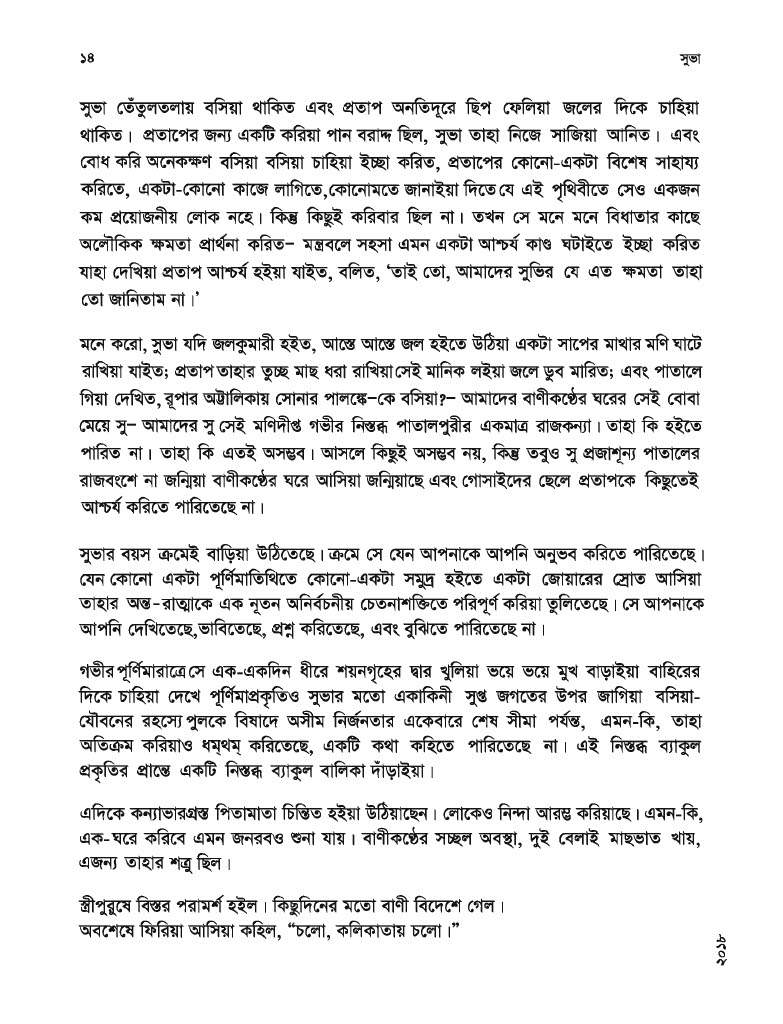 ১৪
সুভা
সুভা তেঁতুলতলায় বসিয়া থাকিত এবং প্রতাপ অনতিদূরে ছিপ ফেলিয়া জলের দিকে চাহিয়া
থাকিত। প্রতাপের জন্য একটি করিয়া পান বরাদ্দ ছিল, সুভা তাহা নিজে সাজিয়া আনিত। এবং
বোধ করি অনেকক্ষণ বসিয়া বসিয়া চাহিয়া ইচ্ছা করিত, প্রতাপের কোনো-একটা বিশেষ সাহায্য
করিতে, একটা-কোনো কাজে লাগিতে,কোনোমতে জানাইয়া দিতে যে এই পৃথিবীতে সেও একজন
কম প্রয়োজনীয় লোক নহে। কিন্তু কিছুই করিবার ছিল না। তখন সে মনে মনে বিধাতার কাছে
অলৌকিক ক্ষমতা প্রার্থনা করিত– মন্ত্রবলে সহসা এমন একটা আশ্চর্য কাণ্ড ঘটাইতে ইচ্ছা করিত
যাহা দেখিয়া প্রতাপ আশ্চর্য হইয়া যাইত, বলিত, ‘তাই তো, আমাদের সুভির যে এত ক্ষমতা তাহা
তো জানিতাম না।’
মনে করো, সুভা যদি জলকুমারী হইত, আস্তে আস্তে জল হইতে উঠিয়া একটা সাপের মাথার মণি ঘাটে
রাখিয়া যাইত; প্রতাপ তাহার তুচ্ছ মাছ ধরা রাখিয়া সেই মানিক লইয়া জলে ডুব মারিত; এবং পাতালে
গিয়া দেখিত, রূপার অট্টালিকায় সোনার পালঙ্কে–কে বসিয়া?– আমাদের বাণীকণ্ঠের ঘরের সেই বোবা
মেয়ে সু– আমাদের সু সেই মণিদীপ্ত গভীর নিস্তব্ধ পাতালপুরীর একমাত্র রাজকন্যা। তাহা কি হইতে
পারিত না। তাহা কি এতই অসম্ভব। আসলে কিছুই অসম্ভব নয়, কিন্তু তবুও সু প্রজাশূন্য পাতালের
রাজবংশে না জন্মিয়া বাণীকণ্ঠের ঘরে আসিয়া জন্মিয়াছে এবং গোসাইদের ছেলে প্রতাপকে কিছুতেই
আশ্চর্য করিতে পারিতেছে না।
সুভার বয়স ক্রমেই বাড়িয়া উঠিতেছে। ক্রমে সে যেন আপনাকে আপনি অনুভব করিতে পারিতেছে।
যেন কোনো একটা পূর্ণিমাতিথিতে কোনো-একটা সমুদ্র হইতে একটা জোয়ারের স্রোত আসিয়া
তাহার অন্ত-রাত্মাকে এক নূতন অনির্বচনীয় চেতনাশক্তিতে পরিপূর্ণ করিয়া তুলিতেছে। সে আপনাকে
আপনি দেখিতেছে,ভাবিতেছে, প্রশ্ন করিতেছে, এবং বুঝিতে পারিতেছে না।
গভীর পূর্ণিমারাত্রে সে এক-একদিন ধীরে শয়নগৃহের দ্বার খুলিয়া ভয়ে ভয়ে মুখ বাড়াইয়া বাহিরের
দিকে চাহিয়া দেখে পূর্ণিমাপ্রকৃতিও সুভার মতো একাকিনী সুপ্ত জগতের উপর জাগিয়া বসিয়া-
যৌবনের রহস্যে পুলকে বিষাদে অসীম নির্জনতার একেবারে শেষ সীমা পর্যন্ত, এমন-কি, তাহা
অতিক্রম করিয়াও ধম্‌থম্ করিতেছে, একটি কথা কহিতে পারিতেছে না। এই নিস্তব্ধ ব্যাকুল
প্রকৃতির প্রান্তে একটি নিস্তব্ধ ব্যাকুল বালিকা দাঁড়াইয়া।
এদিকে কন্যাভারগ্রস্ত পিতামাতা চিন্তিত হইয়া উঠিয়াছেন। লোকেও নিন্দা আরম্ভ করিয়াছে। এমন-কি,
এক-ঘরে করিবে এমন জনরবও শুনা যায়। বাণীকণ্ঠের সচ্ছল অবস্থা, দুই বেলাই মাছভাত খায়,
এজন্য তাহার শত্রু ছিল।
স্ত্রীপুরুষে বিস্তর পরামর্শ হইল। কিছুদিনের মতো বাণী বিদেশে গেল।
অবশেষে ফিরিয়া আসিয়া কহিল, “চলো, কলিকাতায় চলো।”
২০১৮